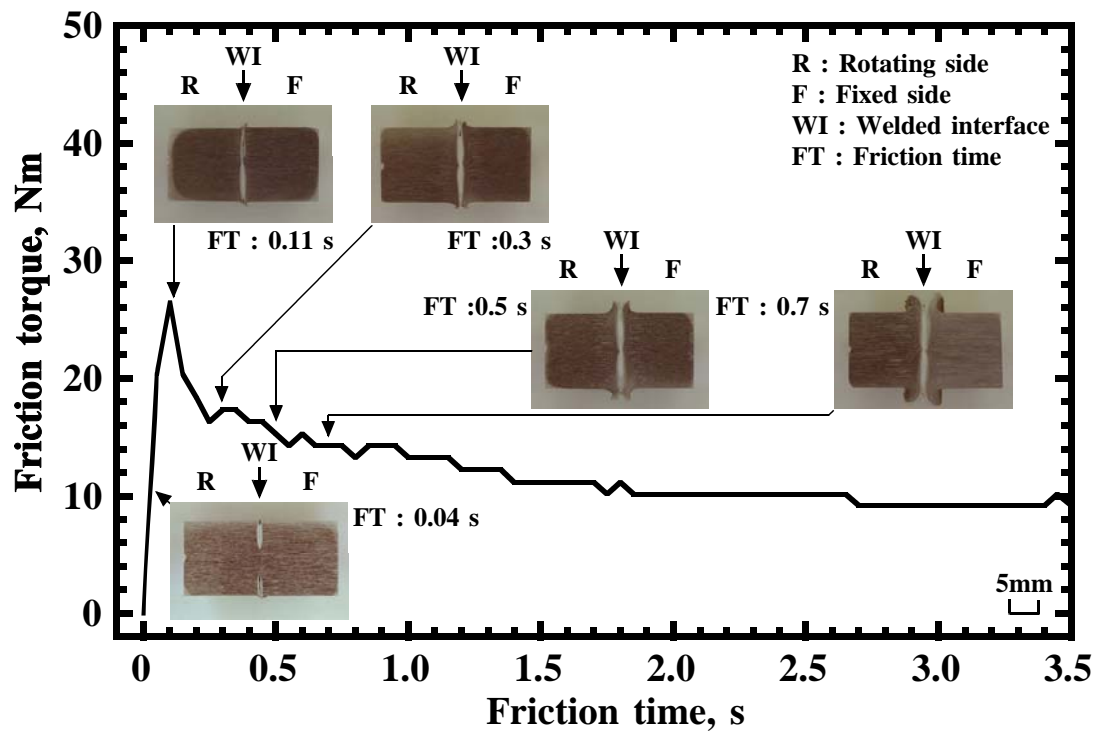 50
40
30
20
10
0
Friction torque, Nm
WI
R F
FT : 0.11 s
WI
R F
FT :0.3 s
R : Rotating side
F : Fixed side
WI : Welded interface
FT : Friction time
WI
R F
FT :0.5 s
WI
R F
FT : 0.7 s
WI
R F
FT : 0.04 s
5mm
0 0.5 1.0 1.5 2.0 2.5 3.0 3.5
Friction time, s